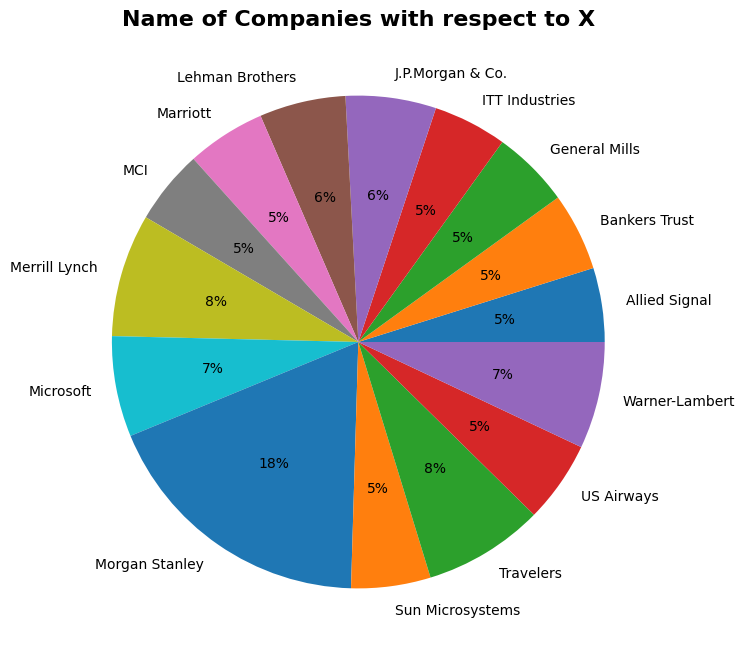 Name of Companies with respect to X
J.P.Morgan & Co.
Lehman Brothers
ITT Industries
Marriott
General Mills
MCI
Bankers Trust
Merrill Lynch
Allied Signal
Microsoft
Warner-Lambert
US Airways
Morgan Stanley
Travelers
Sun Microsystems
6%
6%
5%
5%
5%
5%
5%
8%
5%
7%
7%
5%
18%
8%
5%